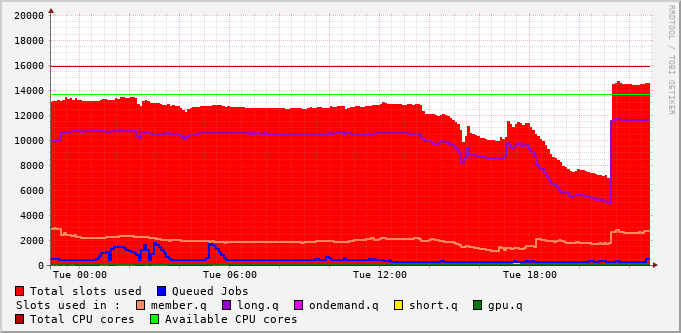 20000
18000
16000
14000
12000
10000
8000
6000
4000
2000
0
Tue 00:00 Tue 06:00 Tue 12:00 Tue 18:00
RRDTOOL / TOBI OETIKER
Total slots used Queued Jobs
Slots used in : member.q long.q ondemand.q short.q gpu.q
Total CPU cores Available CPU cores